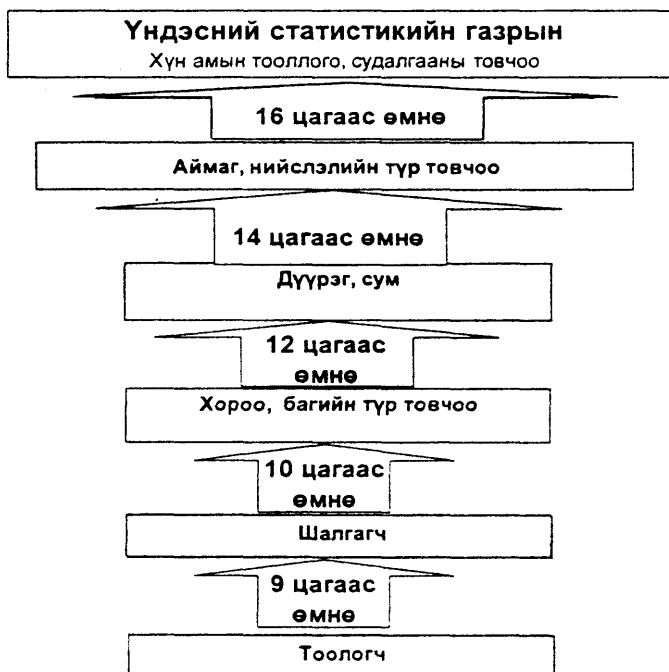 Үндэсний статистикийн газрын
Хүн амын тооллого, судалгааны товчоо
16 цагаас өмнө
Аймаг, нийслэлийн түр товчоо
14 цагаас өмнө
Дүүрэг, сум
12 цагаас
өмнө
Хороо, багийн түр товчоо
10 цагаас
өмнө
Шалгагч
9 цагаас
өмнө
Тоологч